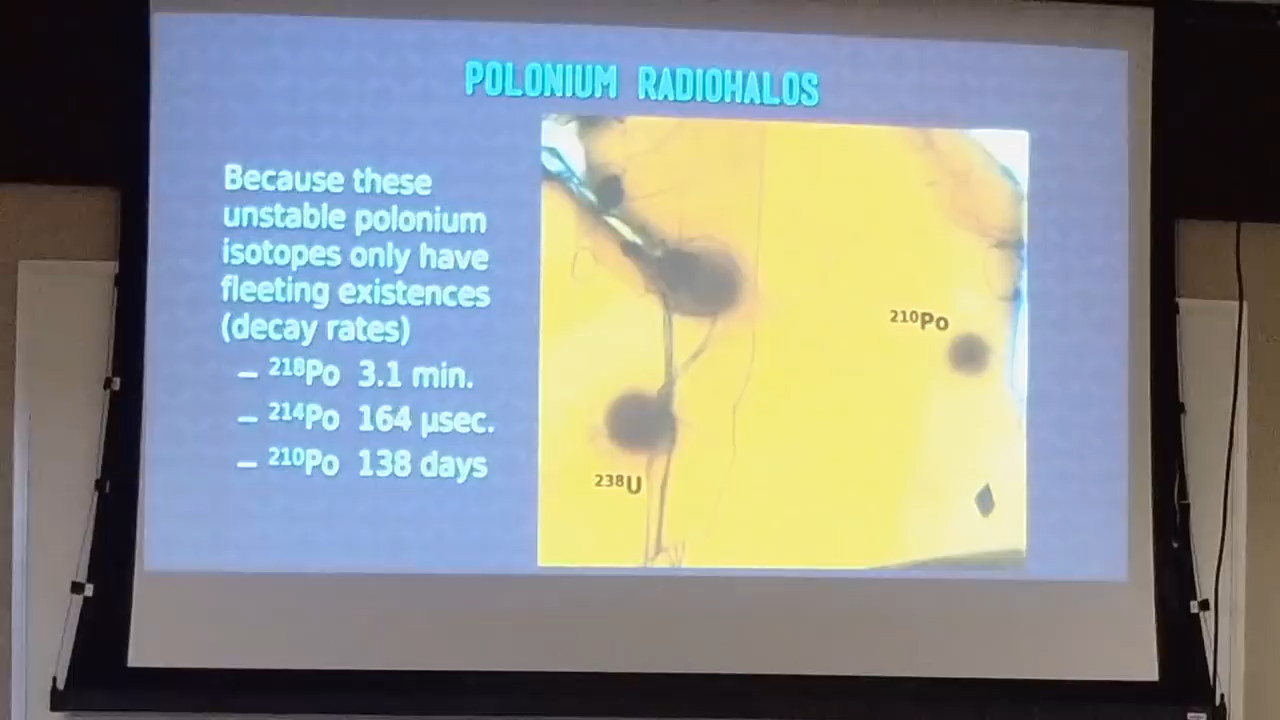 POLONIUM RADIOHALOS
Because these
unstable polonium
isotopes only have
fleeting existences
(decay rates)
– ²¹⁸Po 3.1 min.
– ²¹⁴Po 164 µsec.
– ²¹⁰Po 138 days
²¹⁰Po
²³⁸U